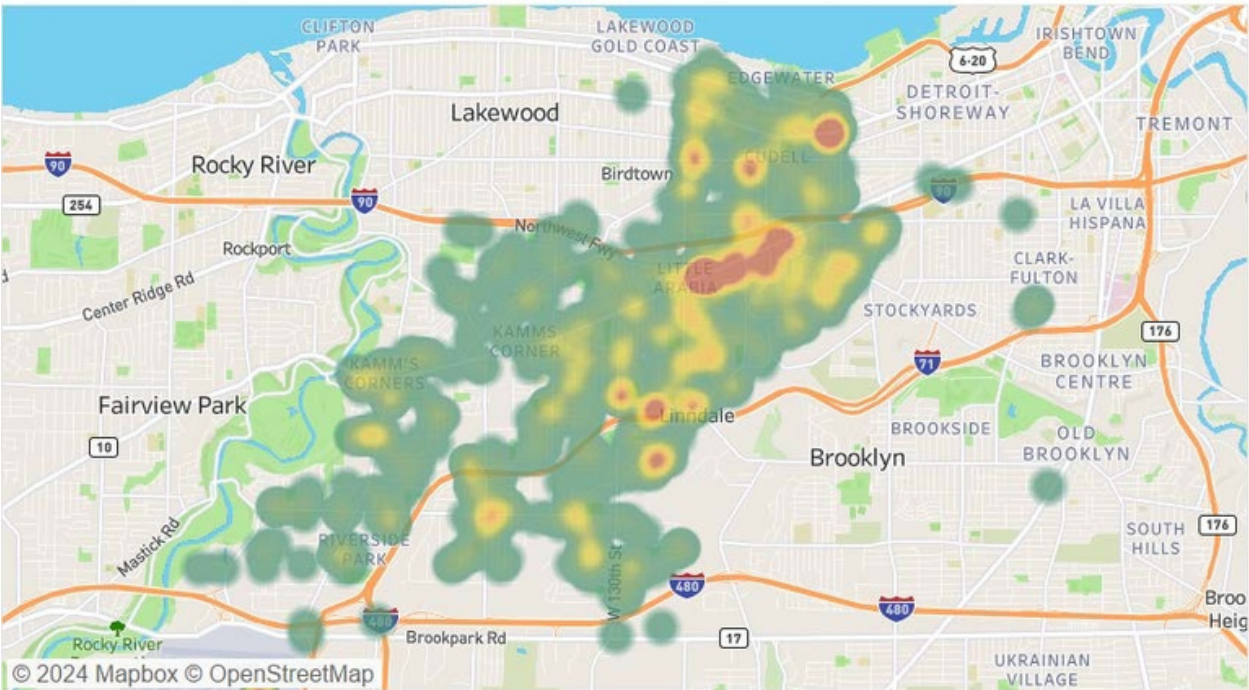 CLIFTON
PARK
LAKEWOOD
GOLD COAST
IRISHTOWN
BEND
6-20
EDGEWATER
DETROIT-
SHOREWAY
Lakewood
TREMONT
Rocky River
90
CUDELL
Birdtown
254
90
90
LA VILLA
HISPANA
Northwest Fwy
Rockport
LITTLE
ARABIA
CLARK-
FULTON
Center Ridge Rd
STOCKYARDS
176
KAMMS
CORNER
71
KAMM'S
CORNERS
BROOKLYN
CENTRE
Fairview Park
Linndale
BROOKSIDE
OLD
BROOKLYN
10
Brooklyn
Mastick Rd
SOUTH
HILLS
176
RIVERSIDE
PARK
W 130th St
480
480
480
Broo
Heig
Rocky River
Brookpark Rd
17
UKRAINIAN
VILLAGE
© 2024 Mapbox © OpenStreetMap